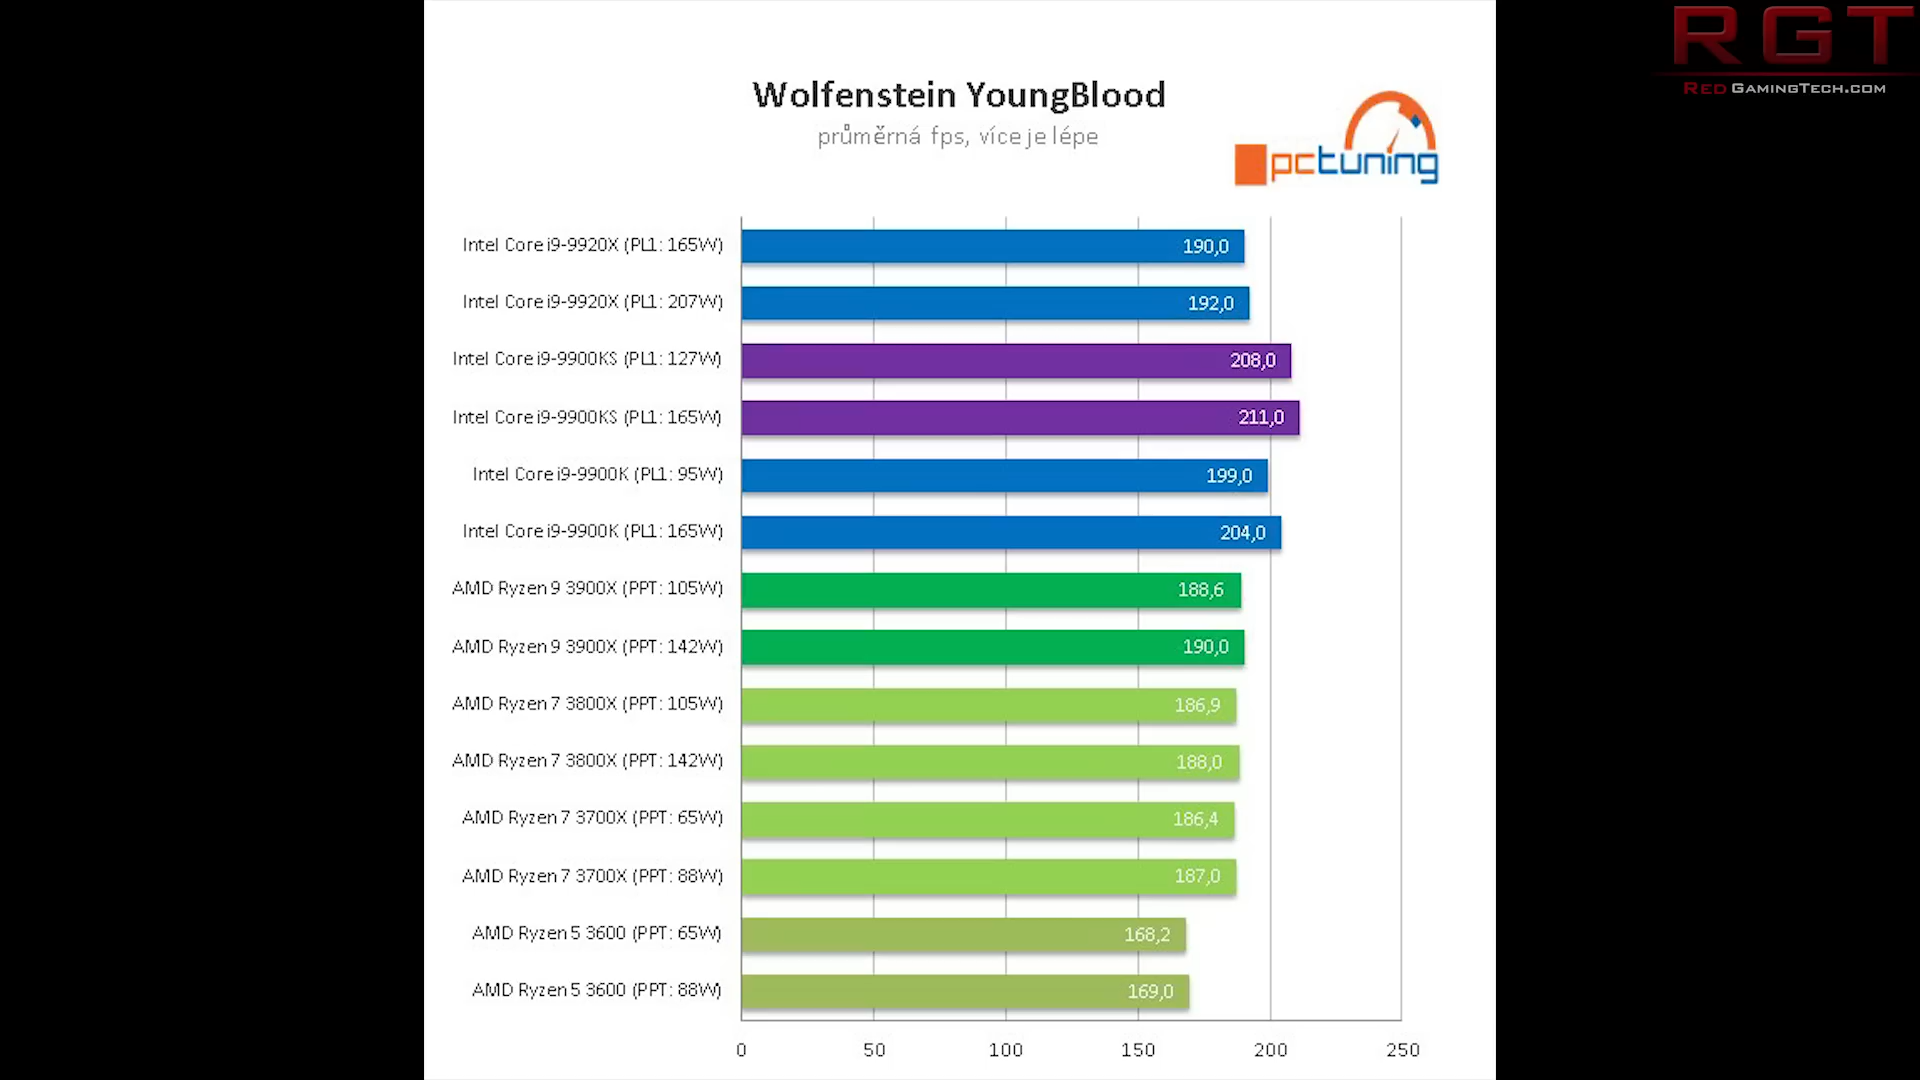 RGT
RedGamingTech.com
Wolfenstein YoungBlood
průměrná fps, více je lépe
pctuning
Intel Core i9-9920X (PL1: 165W) 190,0
Intel Core i9-9920X (PL1: 207W) 192,0
Intel Core i9-9900KS (PL1: 127W) 208,0
Intel Core i9-9900KS (PL1: 165W) 211,0
Intel Core i9-9900K (PL1: 95W) 199,0
Intel Core i9-9900K (PL1: 165W) 204,0
AMD Ryzen 9 3900X (PPT: 105W) 188,6
AMD Ryzen 9 3900X (PPT: 142W) 190,0
AMD Ryzen 7 3800X (PPT: 105W) 186,9
AMD Ryzen 7 3800X (PPT: 142W) 188,0
AMD Ryzen 7 3700X (PPT: 65W) 186,4
AMD Ryzen 7 3700X (PPT: 88W) 187,0
AMD Ryzen 5 3600 (PPT: 65W) 168,2
AMD Ryzen 5 3600 (PPT: 88W) 169,0
0 50 100 150 200 250